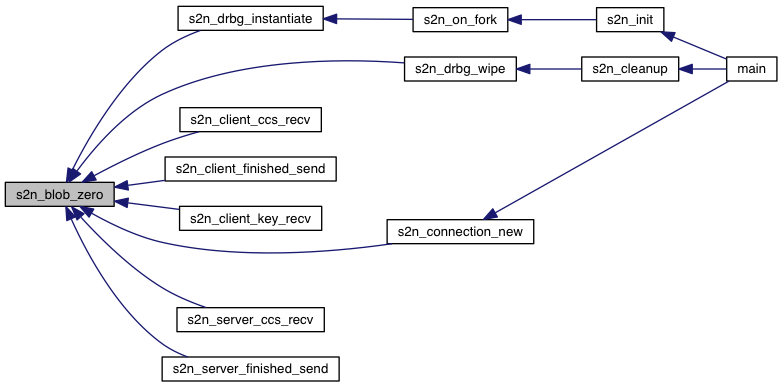 s2n_drbg_instantiate
s2n_on_fork
s2n_init
s2n_drbg_wipe
s2n_cleanup
main
s2n_client_ccs_recv
s2n_client_finished_send
s2n_blob_zero
s2n_client_key_recv
s2n_connection_new
s2n_server_ccs_recv
s2n_server_finished_send